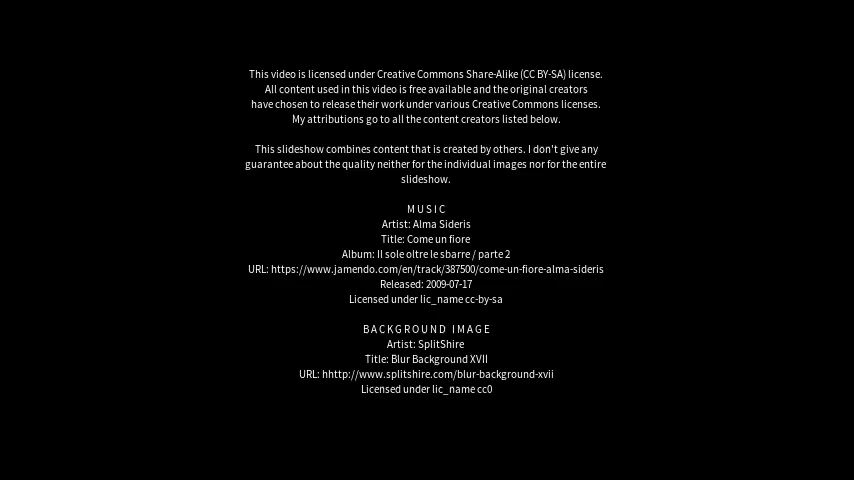 This video is licensed under Creative Commons Share-Alike (CC BY-SA) license.
All content used in this video is free available and the original creators
have chosen to release their work under various Creative Commons licenses.
My attributions go to all the content creators listed below.
This slideshow combines content that is created by others. I don't give any
guarantee about the quality neither for the individual images nor for the entire
slideshow.
MUSIC
Artist: Alma Sideris
Title: Come un fiore
Album: Il sole oltre le sbarre / parte 2
URL: https://www.jamendo.com/en/track/387500/come-un-fiore-alma-sideris
Released: 2009-07-17
Licensed under lic_name cc-by-sa
BACKGROUND IMAGE
Artist: SplitShire
Title: Blur Background XVII
URL: hhttp://www.splitshire.com/blur-background-xvii
Licensed under lic_name cc0